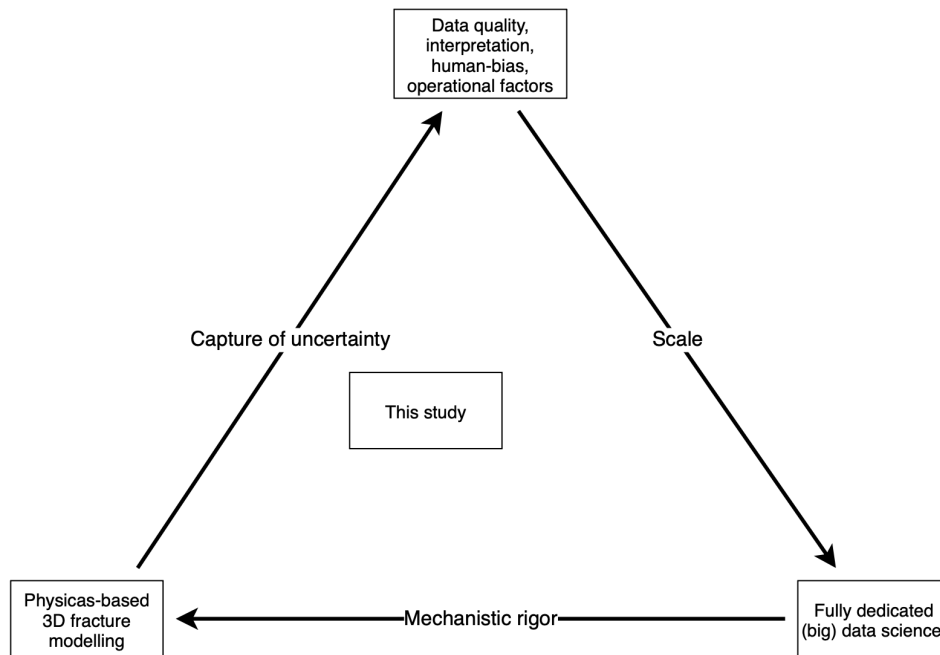 Data quality,
interpretation,
human-bias,
operational factors
Capture of uncertainty
Scale
This study
Physicas-based
3D fracture
modelling
Mechanistic rigor
Fully dedicated
(big) data science